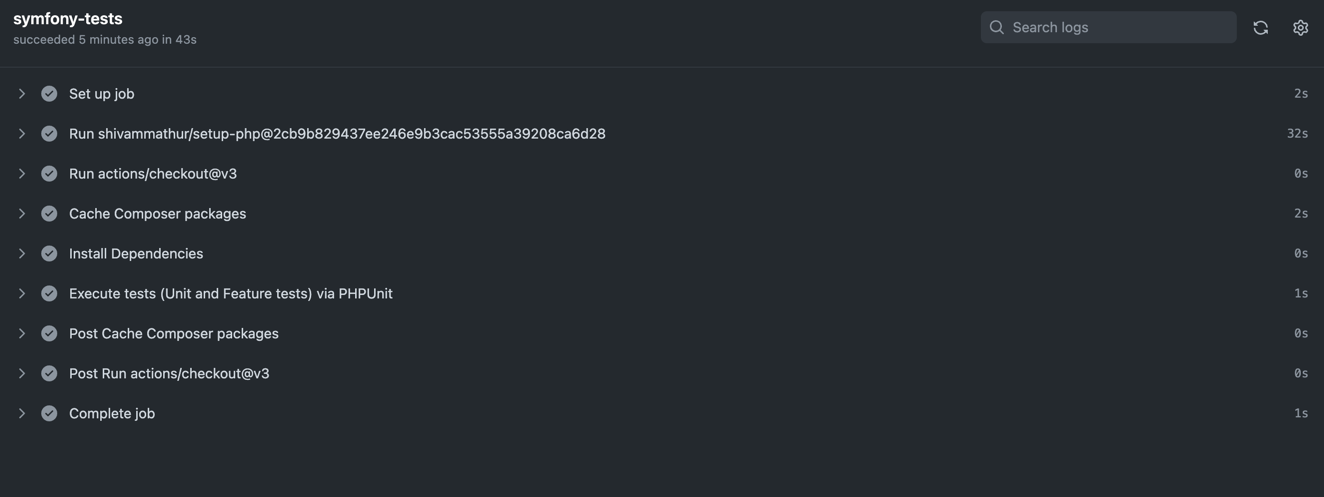 symfony-tests
succeeded 5 minutes ago in 43s
Search logs
Set up job 2s
Run shivammathur/setup-php@2cb9b829437ee246e9b3cac53555a39208ca6d28 32s
Run actions/checkout@v3 0s
Cache Composer packages 2s
Install Dependencies 0s
Execute tests (Unit and Feature tests) via PHPUnit 1s
Post Cache Composer packages 0s
Post Run actions/checkout@v3 0s
Complete job 1s